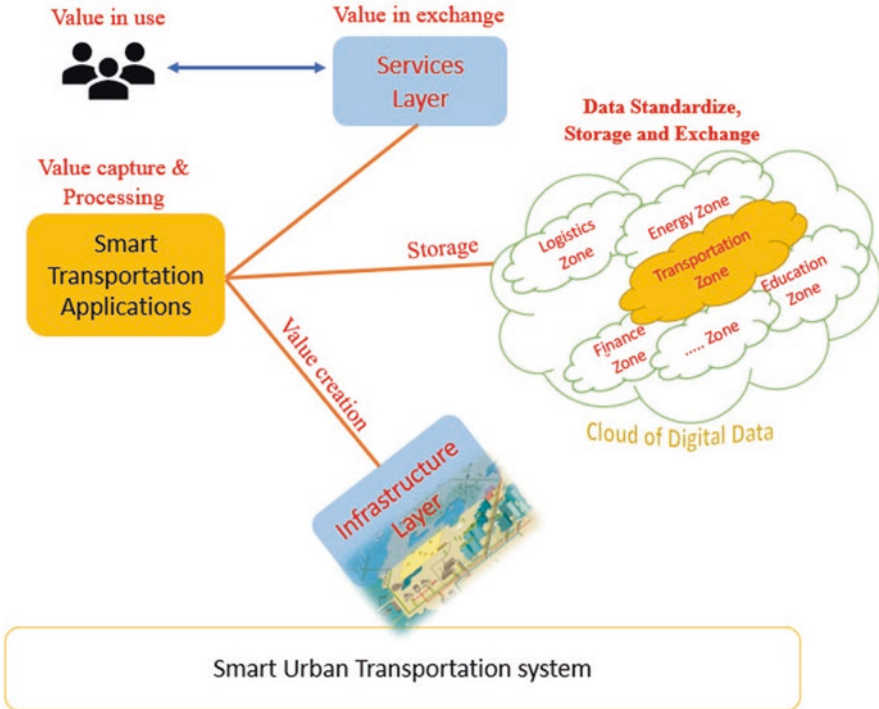 Value in use
Value in exchange
Services
Layer
Data Standardize,
Storage and Exchange
Value capture &
Processing
Smart
Transportation
Applications
Storage
Value creation
Logistics
Zone
Energy Zone
Transportation
Zone
Education
Zone
Finance
Zone
..... Zone
Cloud of Digital Data
Infrastructure
Layer
Smart Urban Transportation system